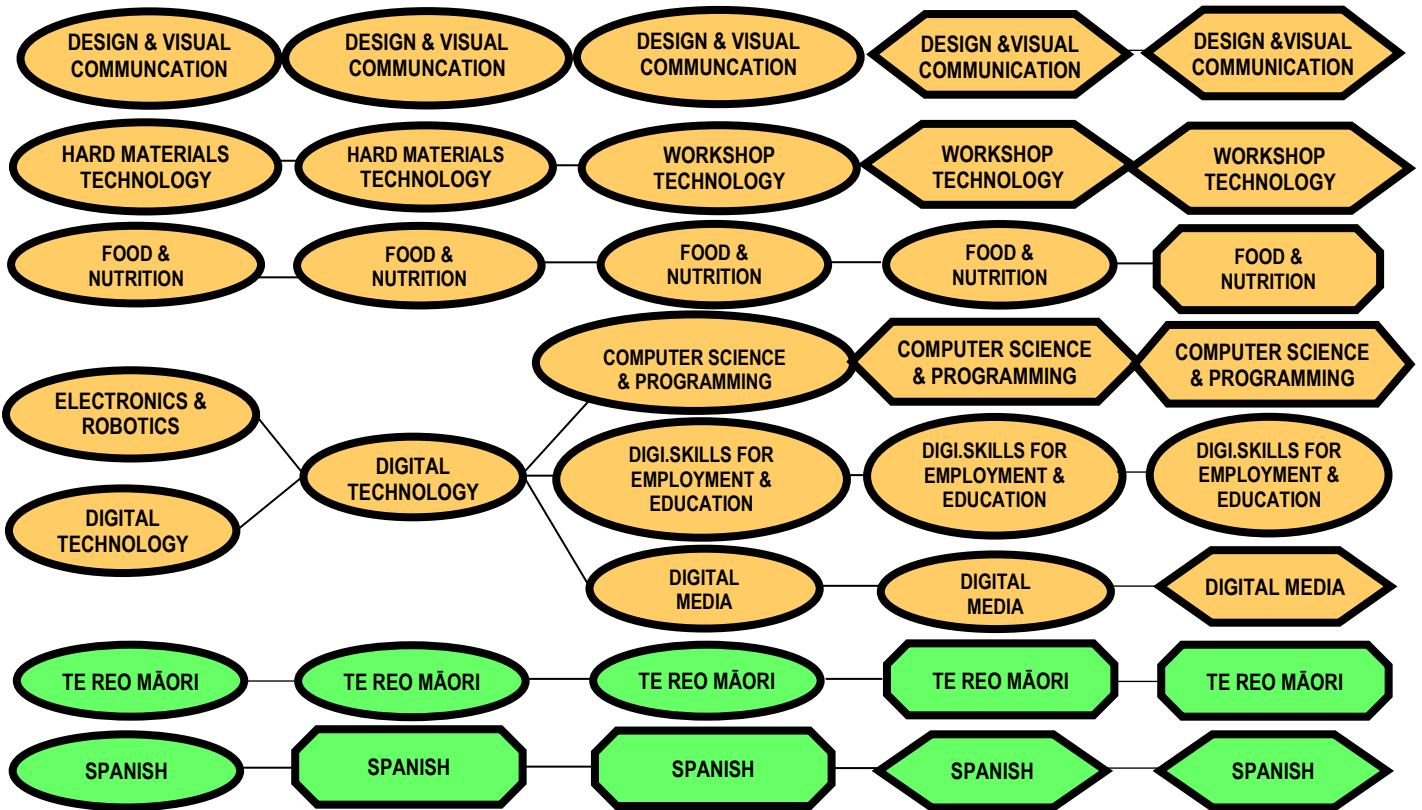 DESIGN & VISUAL
COMMUNCATION
DESIGN & VISUAL
COMMUNCATION
DESIGN & VISUAL
COMMUNCATION
DESIGN &VISUAL
COMMUNICATION
DESIGN &VISUAL
COMMUNICATION
HARD MATERIALS
TECHNOLOGY
HARD MATERIALS
TECHNOLOGY
WORKSHOP
TECHNOLOGY
WORKSHOP
TECHNOLOGY
WORKSHOP
TECHNOLOGY
FOOD &
NUTRITION
FOOD &
NUTRITION
FOOD &
NUTRITION
FOOD &
NUTRITION
FOOD &
NUTRITION
COMPUTER SCIENCE
& PROGRAMMING
COMPUTER SCIENCE
& PROGRAMMING
COMPUTER SCIENCE
& PROGRAMMING
ELECTRONICS &
ROBOTICS
DIGITAL
TECHNOLOGY
DIGI.SKILLS FOR
EMPLOYMENT &
EDUCATION
DIGI.SKILLS FOR
EMPLOYMENT &
EDUCATION
DIGI.SKILLS FOR
EMPLOYMENT &
EDUCATION
DIGITAL
TECHNOLOGY
DIGITAL
MEDIA
DIGITAL
MEDIA
DIGITAL MEDIA
TE REO MĀORI
TE REO MĀORI
TE REO MĀORI
TE REO MĀORI
TE REO MĀORI
SPANISH
SPANISH
SPANISH
SPANISH
SPANISH